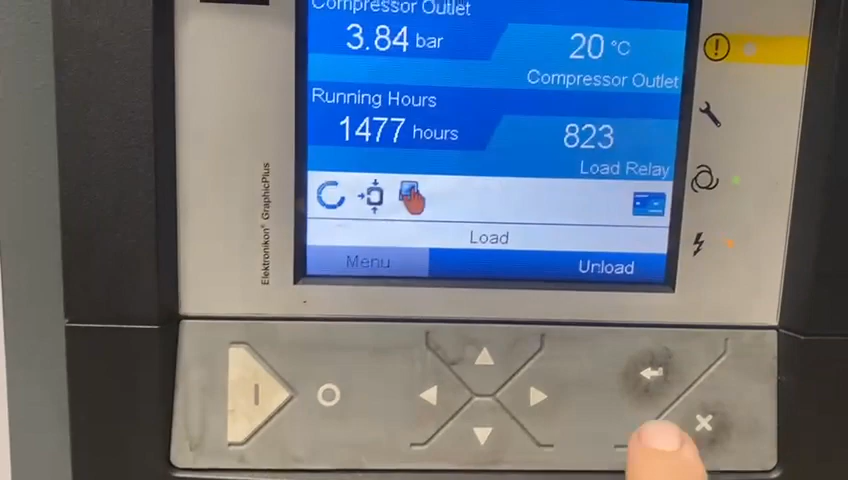 Compressor Outlet
3.84 bar
20 °C
Compressor Outlet
Running Hours
1477 hours
823
Load Relay
Load
Menu
Unload
Elektronikon® GraphicPlus